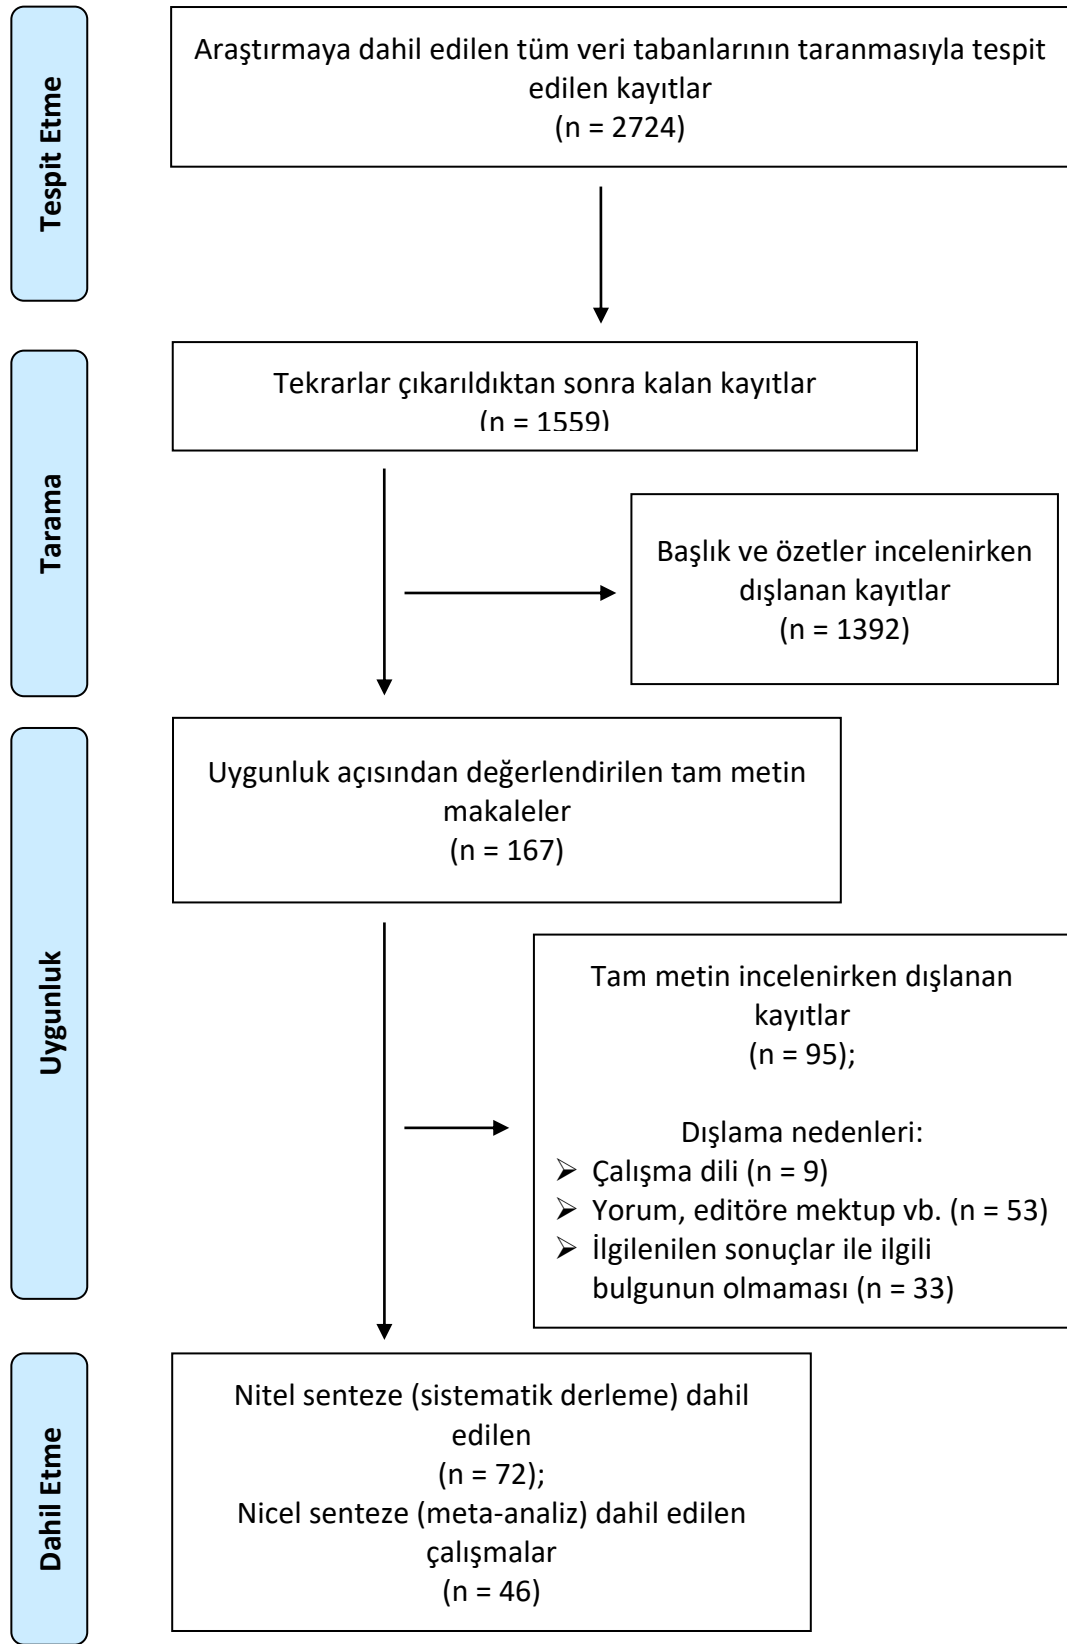 Tespit Etme
Araştırmaya dahil edilen tüm veri tabanlarının taranmasıyla tespit
edilen kayıtlar
(n = 2724)
Tarama
Tekrarlar çıkarıldıktan sonra kalan kayıtlar
(n = 1559)
Başlık ve özetler incelenirken
dışlanan kayıtlar
(n = 1392)
Uygunluk
Uygunluk açısından değerlendirilen tam metin
makaleler
(n = 167)
Tam metin incelenirken dışlanan
kayıtlar
(n = 95);
Dışlama nedenleri:
➢ Çalışma dili (n = 9)
➢ Yorum, editöre mektup vb. (n = 53)
➢ İlgilenilen sonuçlar ile ilgili
bulgunun olmaması (n = 33)
Dahil Etme
Nitel senteze (sistematik derleme) dahil
edilen
(n = 72);
Nicel senteze (meta-analiz) dahil edilen
çalışmalar
(n = 46)